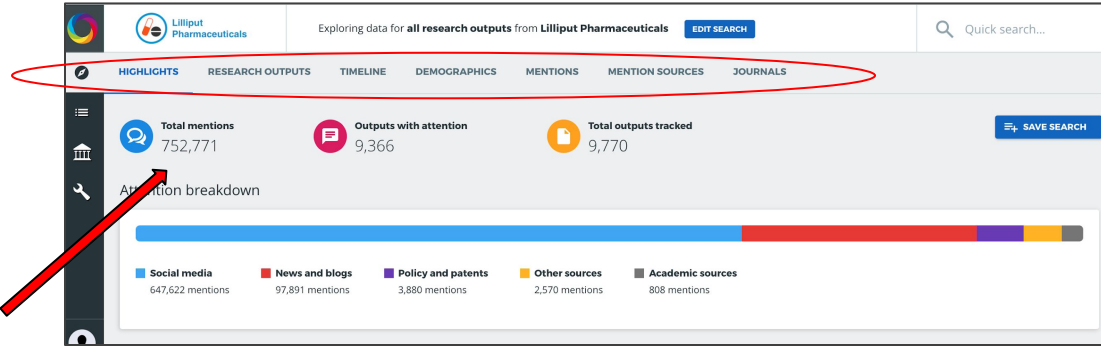 Lilliput
Pharmaceuticals
Exploring data for all research outputs from Lilliput Pharmaceuticals
EDIT SEARCH
Quick search...
HIGHLIGHTS RESEARCH OUTPUTS TIMELINE DEMOGRAPHICS MENTIONS MENTION SOURCES JOURNALS
Total mentions
752,771
Outputs with attention
9,366
Total outputs tracked
9,770
SAVE SEARCH
Attention breakdown
Social media
647,622 mentions
News and blogs
97,891 mentions
Policy and patents
3,880 mentions
Other sources
2,570 mentions
Academic sources
808 mentions